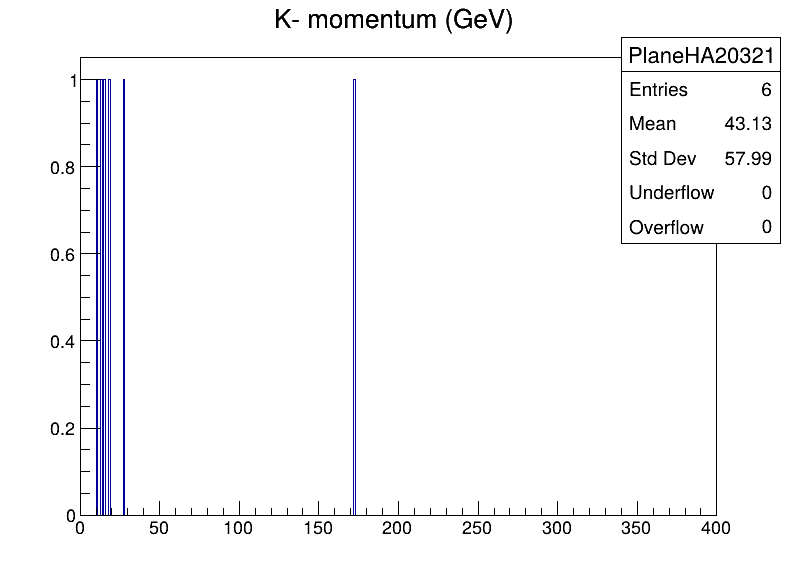 K- momentum (GeV)
PlaneHA20321
Entries 6
Mean 43.13
Std Dev 57.99
Underflow 0
Overflow 0
1
0.8
0.6
0.4
0.2
0
0 50 100 150 200 250 300 350 400